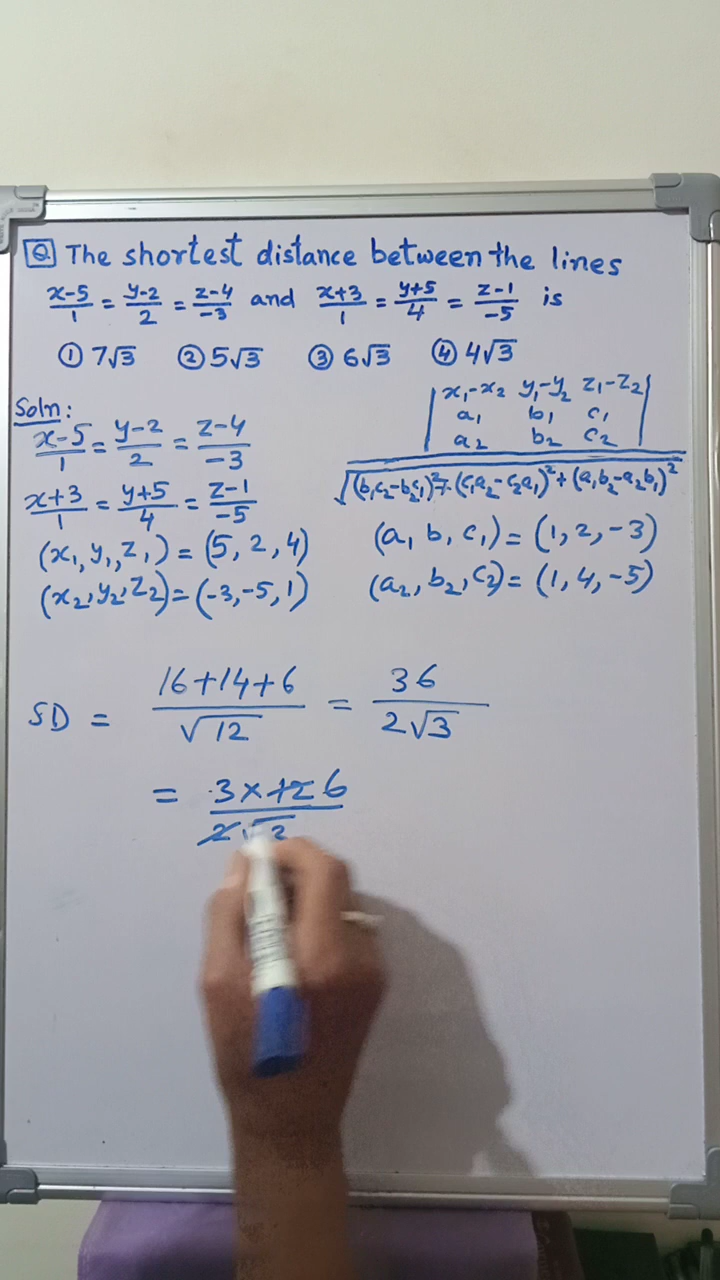 Q The shortest distance between the lines
x-5/1 = y-2/2 = z-4/-3 and x+3/1 = y+5/4 = z-1/-5 is
① 7√3 ② 5√3 ③ 6√3 ④ 4√3
Soln:
x-5/1 = y-2/2 = z-4/-3
x+3/1 = y+5/4 = z-1/-5
(x₁, y₁, z₁) = (5, 2, 4)
(x₂, y₂, z₂) = (-3, -5, 1)
|x₁-x₂ y₁-y₂ z₁-z₂|
|a₁ b₁ c₁|
|a₂ b₂ c₂|
√(b₁c₂-b₂c₁)²+(c₁a₂-c₂a₁)²+(a₁b₂-a₂b₁)²
(a₁ b₁ c₁) = (1, 2, -3)
(a₂, b₂, c₂) = (1, 4, -5)
SD = 16+14+6/√12 = 36/2√3
= 3×12 6/2√3